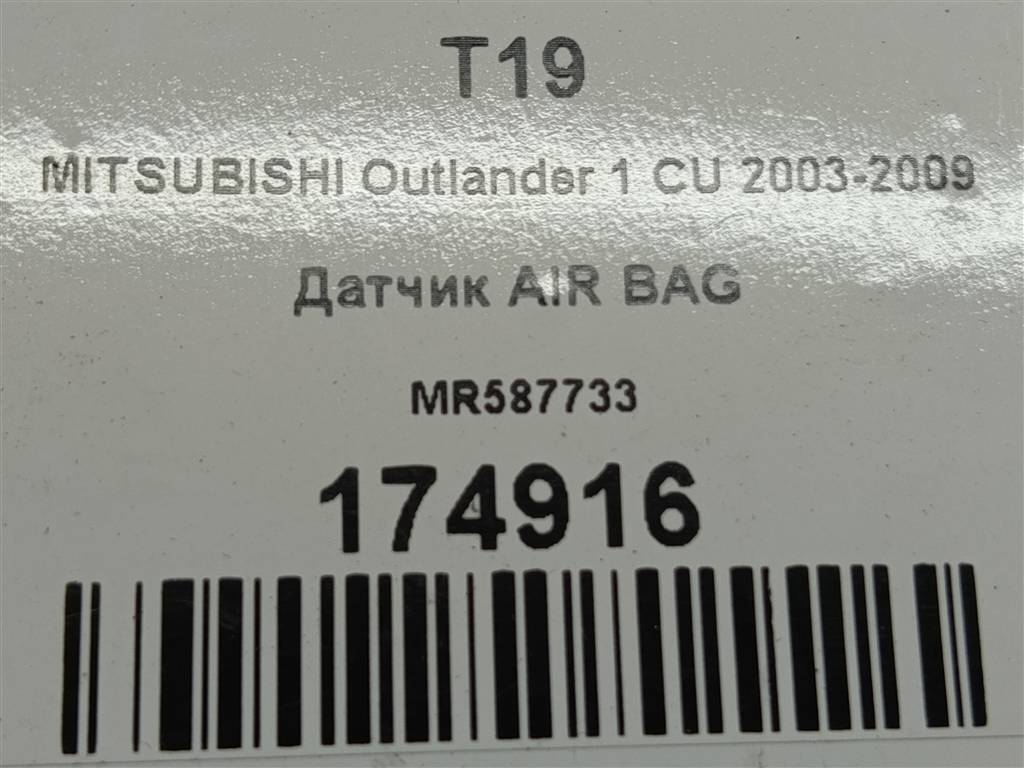 T19
MITSUBISHI Outlander 1 CU 2003-2009
Датчик AIR BAG
MR587733
174916